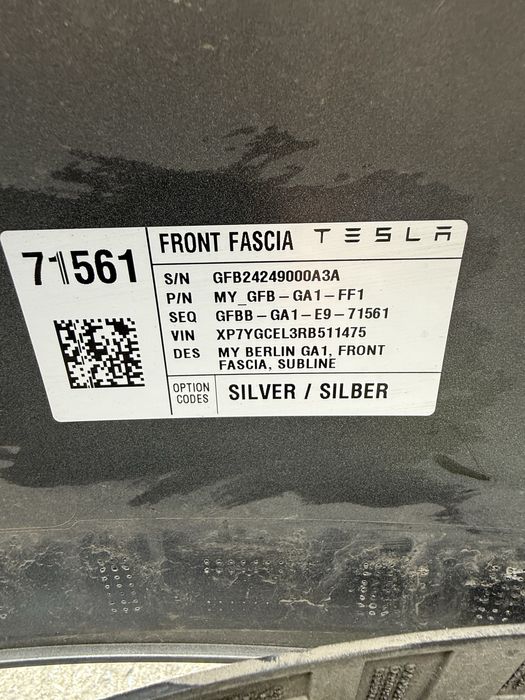 71561
FRONT FASCIA TESLA
S/N GFB24249000A3A
P/N MY_GFB-GA1-FF1
SEQ GFBB-GA1-E9-71561
VIN XP7YGCEL3RB511475
DES MY BERLIN GA1, FRONT
FASCIA, SUBLINE
OPTION
CODES
SILVER / SILBER